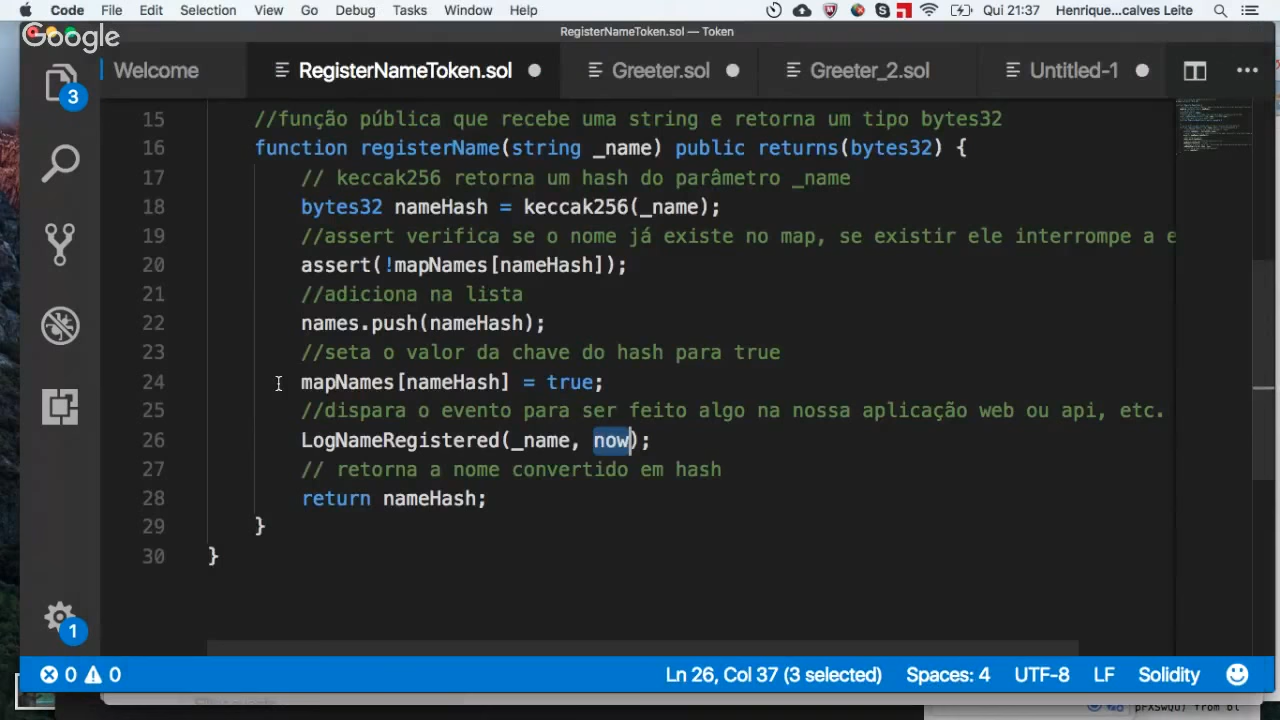 Code File Edit Selection View Go Debug Tasks Window Help Qui 21:37 Henrique...calves Leite
Google
RegisterNameToken.sol — Token
Welcome RegisterNameToken.sol Greeter.sol Greeter_2.sol Untitled-1
3
15 //função pública que recebe uma string e retorna um tipo bytes32
16 function registerName(string _name) public returns(bytes32) {
17 // keccak256 retorna um hash do parâmetro _name
18 bytes32 nameHash = keccak256(_name);
19 //assert verifica se o nome já existe no map, se existir ele interrompe a e
20 assert(!mapNames[nameHash]);
21 //adiciona na lista
22 names.push(nameHash);
23 //seta o valor da chave do hash para true
24 mapNames[nameHash] = true;
25 //dispara o evento para ser feito algo na nossa aplicação web ou api, etc.
26 LogNameRegistered(_name, now);
27 // retorna a nome convertido em hash
28 return nameHash;
29 }
30 }
1
0 0 Ln 26, Col 37 (3 selected) Spaces: 4 UTF-8 LF Solidity